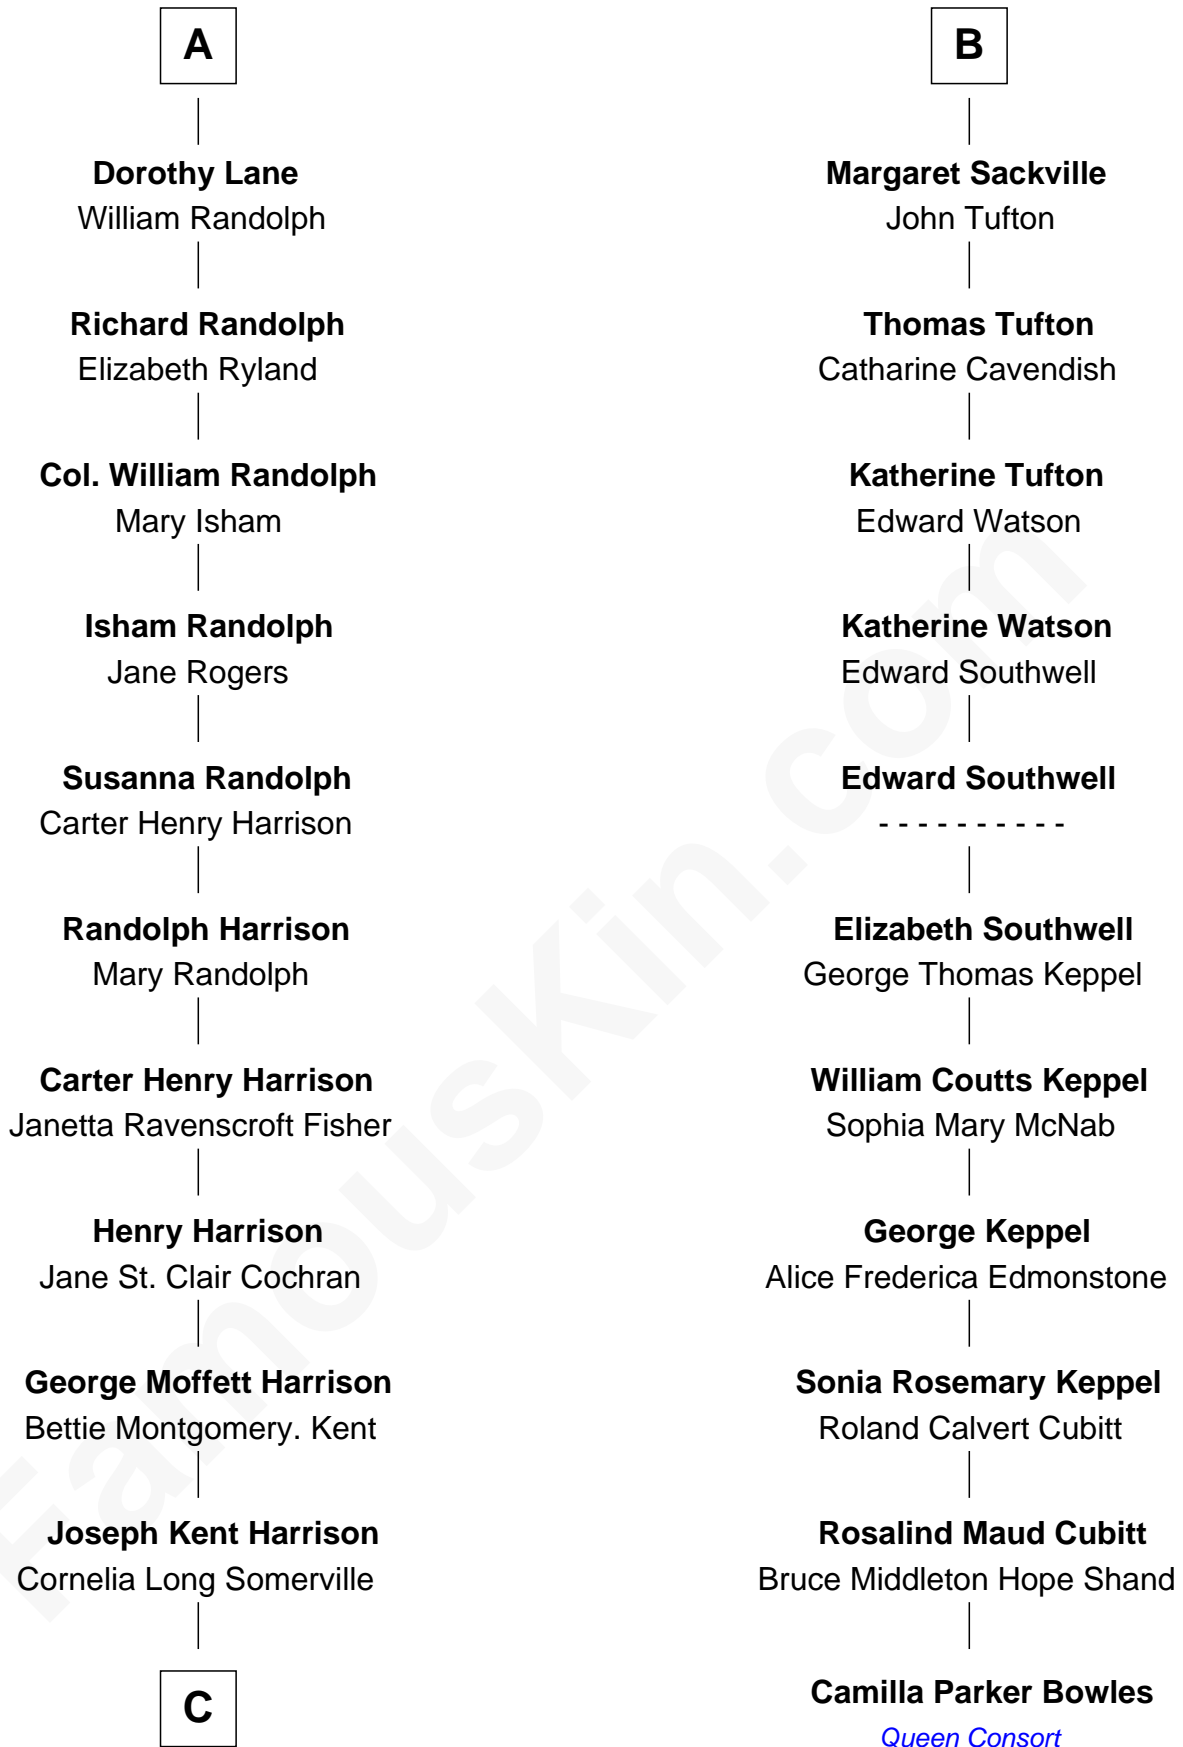 A
Dorothy Lane
William Randolph
Richard Randolph
Elizabeth Ryland
Col. William Randolph
Mary Isham
Isham Randolph
Jane Rogers
Susanna Randolph
Carter Henry Harrison
Randolph Harrison
Mary Randolph
Carter Henry Harrison
Janetta Ravenscroft Fisher
Henry Harrison
Jane St. Clair Cochran
George Moffett Harrison
Bettie Montgomery. Kent
Joseph Kent Harrison
Cornelia Long Somerville
C
B
Margaret Sackville
John Tufton
Thomas Tufton
Catharine Cavendish
Katherine Tufton
Edward Watson
Katherine Watson
Edward Southwell
Edward Southwell
- - - - - - - - - -
Elizabeth Southwell
George Thomas Keppel
William Coutts Keppel
Sophia Mary McNab
George Keppel
Alice Frederica Edmonstone
Sonia Rosemary Keppel
Roland Calvert Cubitt
Rosalind Maud Cubitt
Bruce Middleton Hope Shand
Camilla Parker Bowles
Queen Consort
FamousKin.com